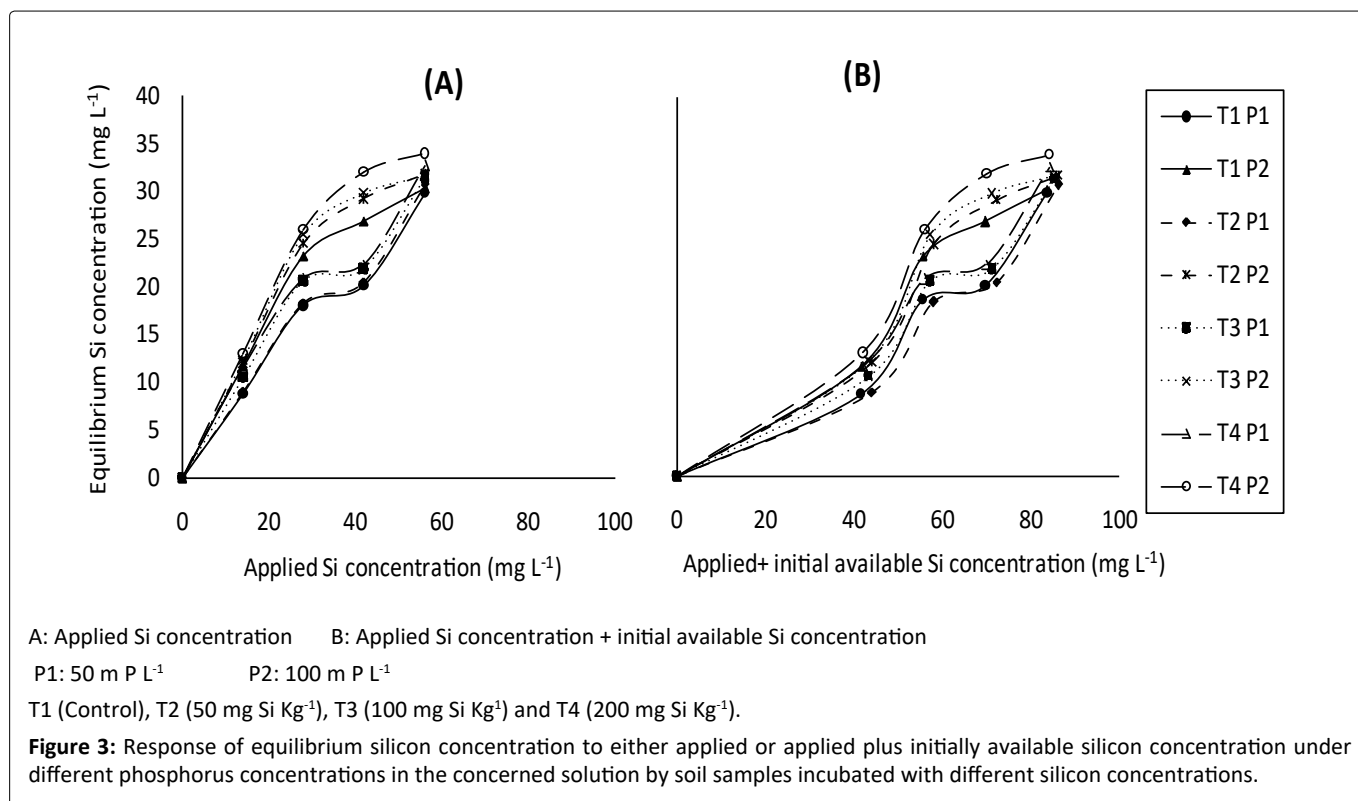 (A)
(B)
Equilibrium Si concentration (mg L-1)
40
35
30
25
20
15
10
5
0
0 20 40 60 80 100
Applied Si concentration (mg L-1)
0 20 40 60 80 100
Applied+ initial available Si concentration (mg L-1)
T1 P1
T1 P2
T2 P1
T2 P2
T3 P1
T3 P2
T4 P1
T4 P2
A: Applied Si concentration B: Applied Si concentration + initial available Si concentration
P1: 50 m P L-1 P2: 100 m P L-1
T1 (Control), T2 (50 mg Si Kg-1), T3 (100 mg Si Kg1) and T4 (200 mg Si Kg-1).
Figure 3: Response of equilibrium silicon concentration to either applied or applied plus initially available silicon concentration under
different phosphorus concentrations in the concerned solution by soil samples incubated with different silicon concentrations.